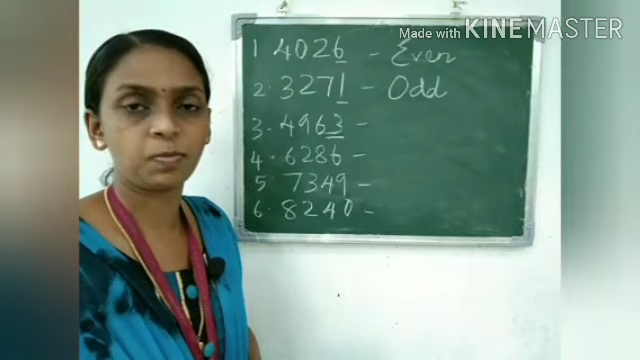 Made with KINEMASTER
1 4026 - Even
2. 3271 - Odd
3. 4963 -
4. 6286 -
5. 7349 -
6. 8240 -